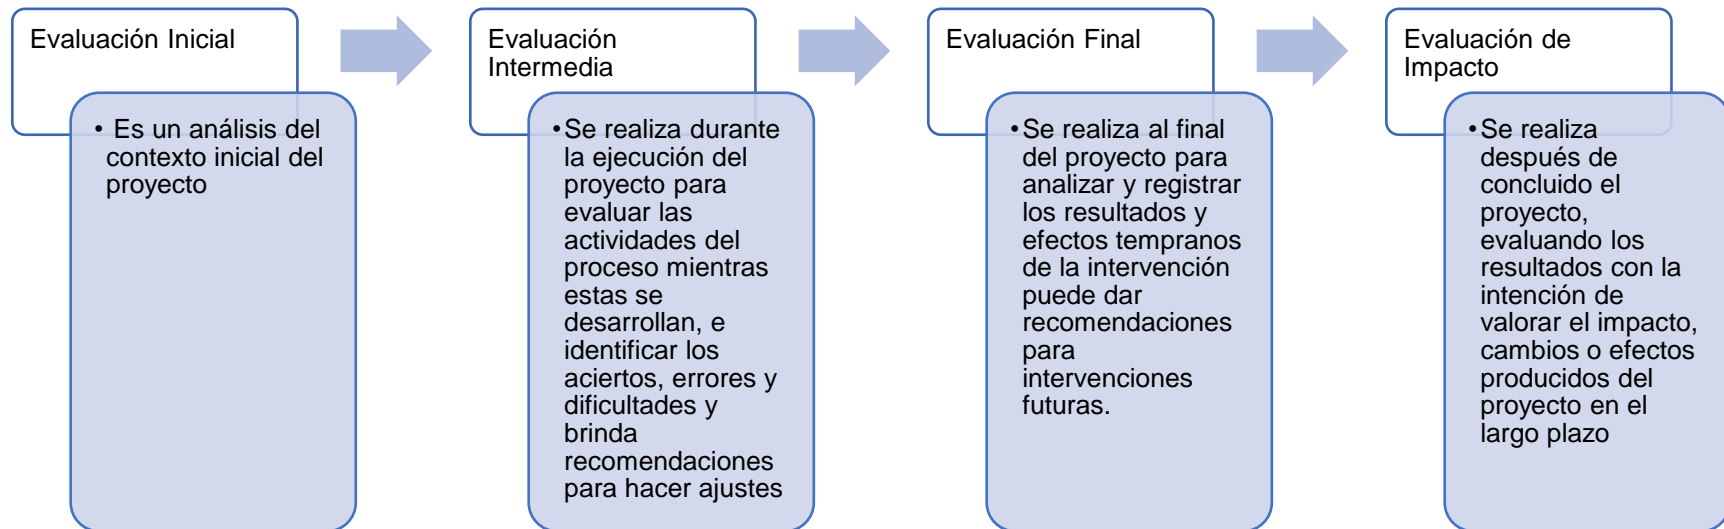 Evaluación Inicial
• Es un análisis del
contexto inicial del
proyecto
Evaluación
Intermedia
•Se realiza durante
la ejecución del
proyecto para
evaluar las
actividades del
proceso mientras
estas se
desarrollan, e
identificar los
aciertos, errores y
dificultades y
brinda
recomendaciones
para hacer ajustes
Evaluación Final
•Se realiza al final
del proyecto para
analizar y registrar
los resultados y
efectos tempranos
de la intervención
puede dar
recomendaciones
para
intervenciones
futuras.
Evaluación de
Impacto
•Se realiza
después de
concluido el
proyecto,
evaluando los
resultados con la
intención de
valorar el impacto,
cambios o efectos
producidos del
proyecto en el
largo plazo